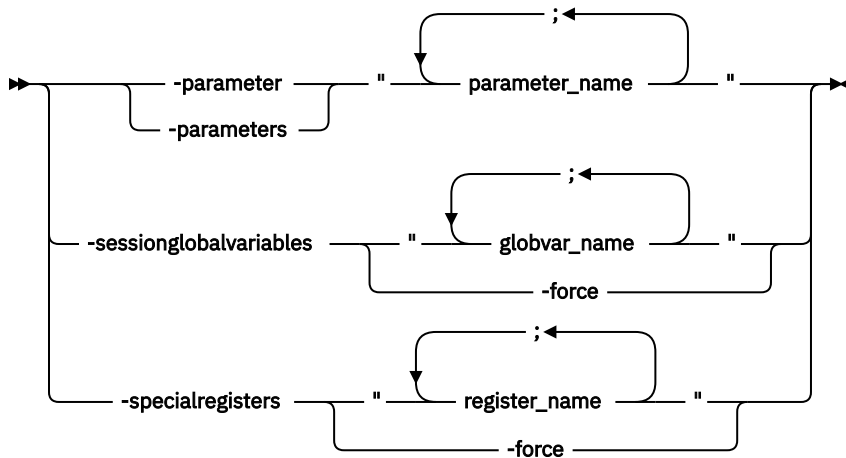 ;
-parameter " parameter_name "
-parameters
;
-sessionglobalvariables " globvar_name "
-force
;
-specialregisters " register_name "
-force